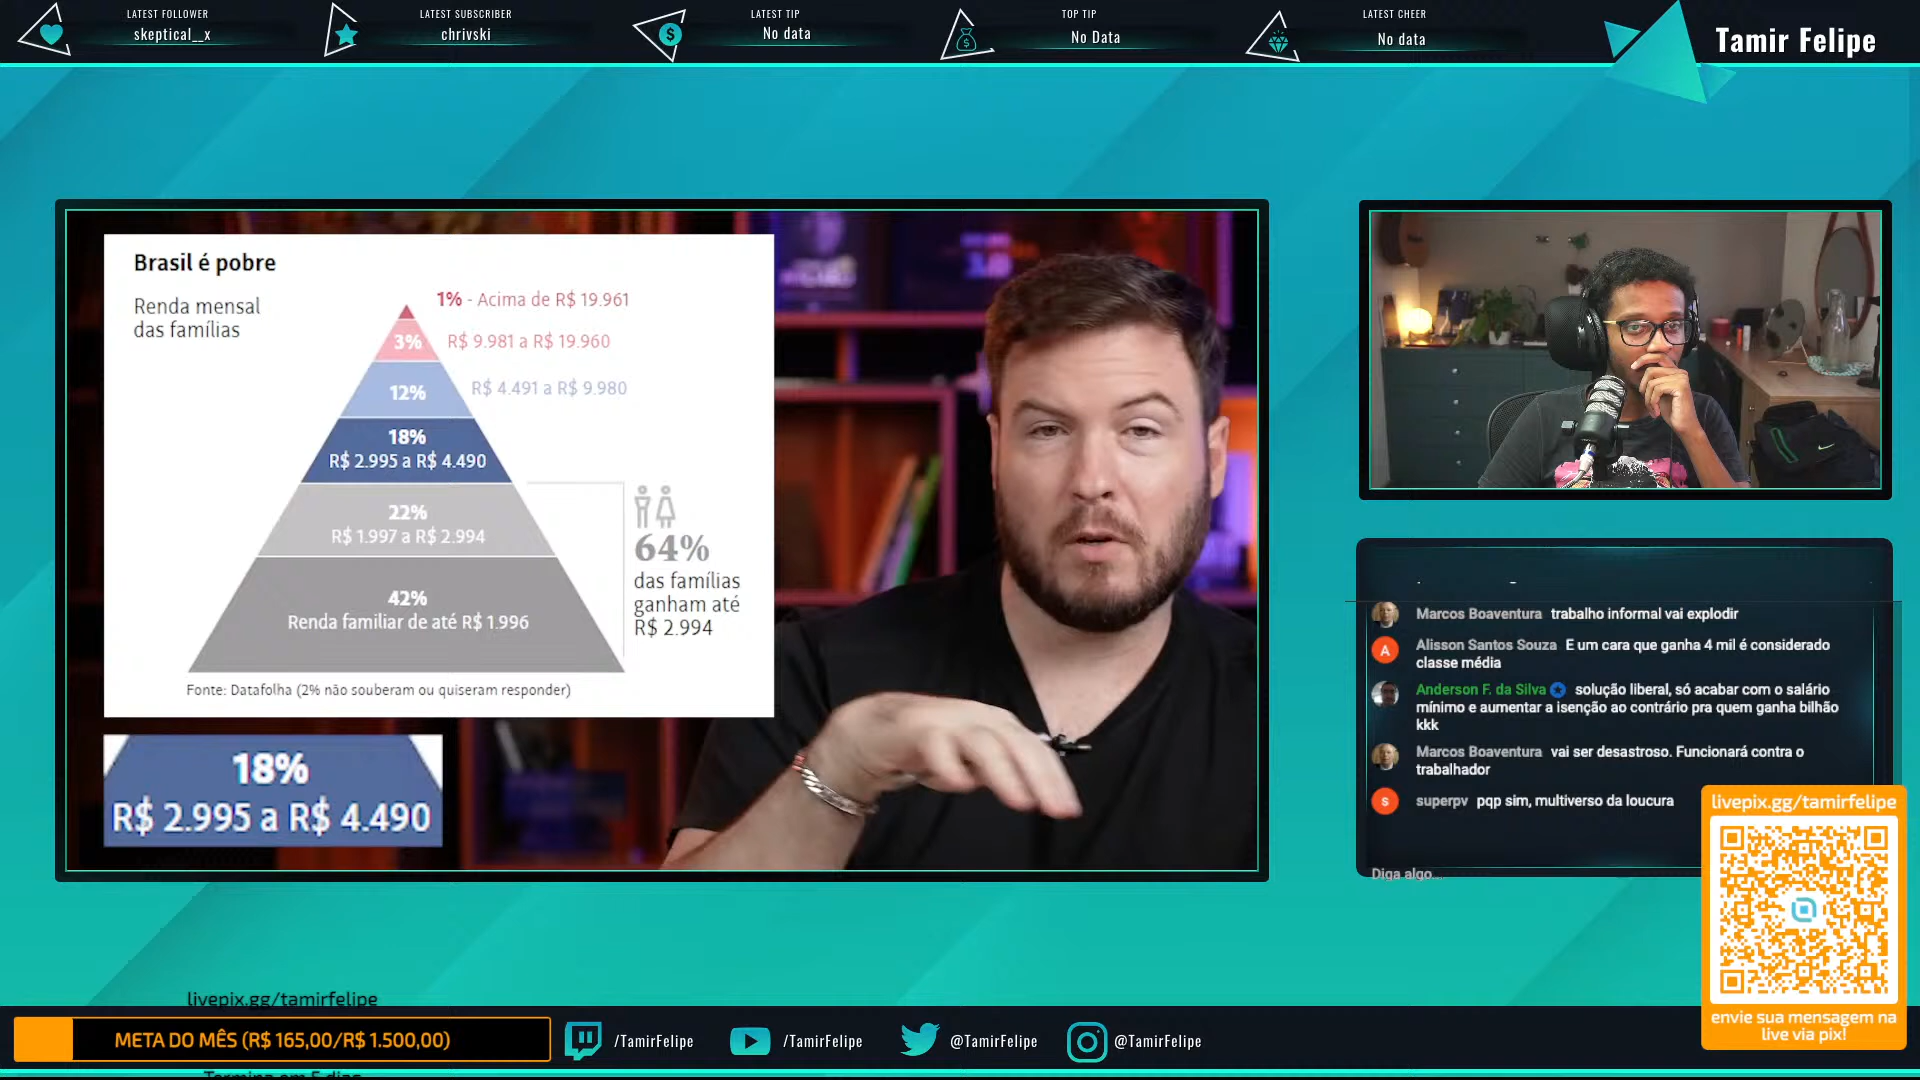 LATEST FOLLOWER
skeptical__x
LATEST SUBSCRIBER
chrivski
LATEST TIP
No data
TOP TIP
No Data
LATEST CHEER
No data
Tamir Felipe
Brasil é pobre
Renda mensal
das famílias
1% - Acima de R$ 19.961
3% R$ 9.981 a R$ 19.960
12% R$ 4.491 a R$ 9.980
18%
R$ 2.995 a R$ 4.490
22%
R$ 1.997 a R$ 2.994
42%
Renda familiar de até R$ 1.996
64%
das famílias
ganham até
R$ 2.994
Fonte: Datafolha (2% não souberam ou quiseram responder)
18%
R$ 2.995 a R$ 4.490
Marcos Boaventura trabalho informal vai explodir
A
Alisson Santos Souza E um cara que ganha 4 mil é considerado
classe média
Anderson F. da Silva solução liberal, só acabar com o salário
mínimo e aumentar a isenção ao contrário pra quem ganha bilhão
kkk
Marcos Boaventura vai ser desastroso. Funcionará contra o
trabalhador
S
superpv pqp sim, multiverso da loucura
Diga algo...
livepix.gg/tamirfelipe
envie sua mensagem na
live via pix!
livepix.gg/tamirfelipe
META DO MÊS (R$ 165,00/R$ 1.500,00)
Termina em 5 dias
/TamirFelipe
/TamirFelipe
@TamirFelipe
@TamirFelipe